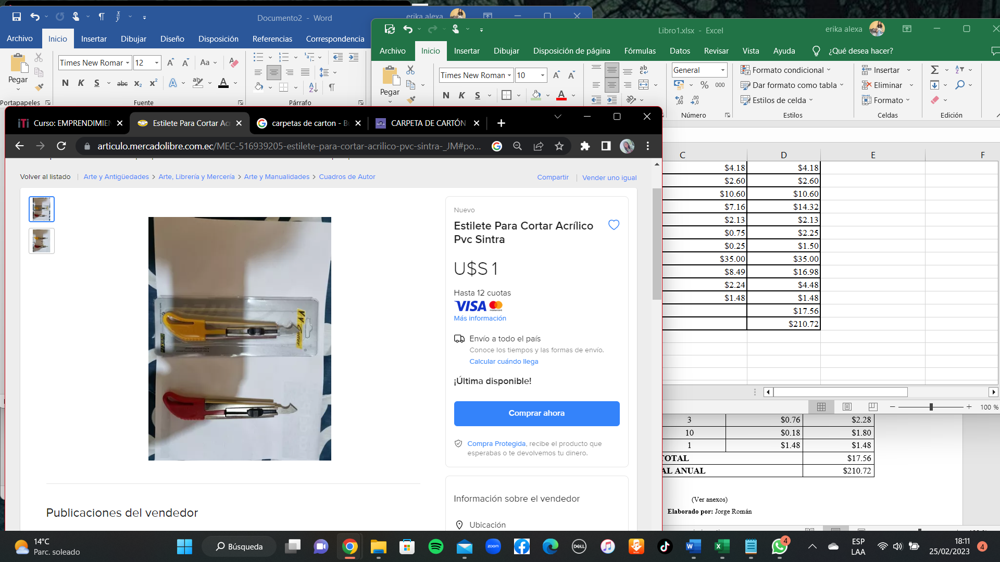 Documento2 - Word
erika alexa
Archivo
Inicio
Insertar
Dibujar
Diseño
Disposición
Referencias
Correspondencia
Pegar
Times New Romar
12
Aa
N K S abc x₂ x² A
Portapapeles
Fuente
Párrafo
Libro1.xlsx - Excel
erika alexa
Archivo
Inicio
Insertar
Dibujar
Disposición de página
Fórmulas
Datos
Revisar
Vista
Ayuda
¿Qué desea hacer?
Pegar
Times New Roman
10
N K S
General
% 000
Número
Formato condicional
Dar formato como tabla
Estilos de celda
Estilos
Insertar
Eliminar
Formato
Celdas
Edición
Curso: EMPRENDIMIEN
Estilete Para Cortar Acr
carpetas de carton - B
CARPETA DE CARTÓN
articulo.mercadolibre.com.ec/MEC-516939205-estilete-para-cortar-acrilico-pvc-sintra-_JM#po...
Volver al listado
Arte y Antigüedades > Arte, Librería y Mercería > Arte y Manualidades > Cuadros de Autor
Compartir
Vender uno igual
Nuevo
Estilete Para Cortar Acrílico
Pvc Sintra
U$S 1
Hasta 12 cuotas
VISA mastercard
Más información
Envío a todo el país
Conoce los tiempos y las formas de envío.
Calcular cuándo llega
¡Última disponible!
Comprar ahora
Compra Protegida, recibe el producto que
esperabas o te devolvemos tu dinero.
Información sobre el vendedor
Ubicación
Publicaciones del vendedor
C D E F
$4.18 $4.18
$2.60 $2.60
$10.60 $10.60
$7.16 $14.32
$2.13 $2.13
$0.75 $2.25
$0.25 $1.50
$35.00 $35.00
$8.49 $16.98
$2.24 $4.48
$1.48 $1.48
$17.56
$210.72
100 %
3 $0.76 $2.28
10 $0.18 $1.80
1 $1.48 $1.48
TOTAL $17.56
AL ANUAL $210.72
(Ver anexos)
Elaborado por: Jorge Román
14°C
Parc. soleado
Búsqueda
zoom
DELL
4
ESP
LAA
18:11
25/02/2023
4